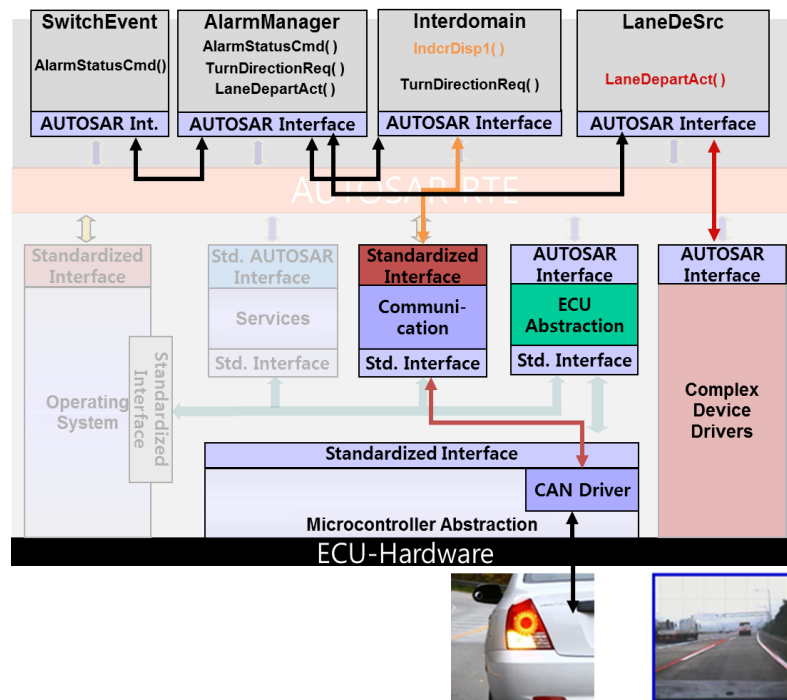 SwitchEvent
AlarmStatusCmd()
AUTOSAR Int.
AlarmManager
AlarmStatusCmd( )
TurnDirectionReq( )
LaneDepartAct( )
AUTOSAR Interface
Interdomain
IndcrDisp1( )
TurnDirectionReq( )
AUTOSAR Interface
LaneDeSrc
LaneDepartAct( )
AUTOSAR Interface
AUTOSAR RTE
Standardized
Interface
Operating
System
Standardized
Interface
Std. AUTOSAR
Interface
Services
Std. Interface
Standardized
Interface
Communi-
cation
Std. Interface
AUTOSAR
Interface
ECU
Abstraction
Std. Interface
AUTOSAR
Interface
Complex
Device
Drivers
Standardized Interface
CAN Driver
Microcontroller Abstraction
ECU-Hardware